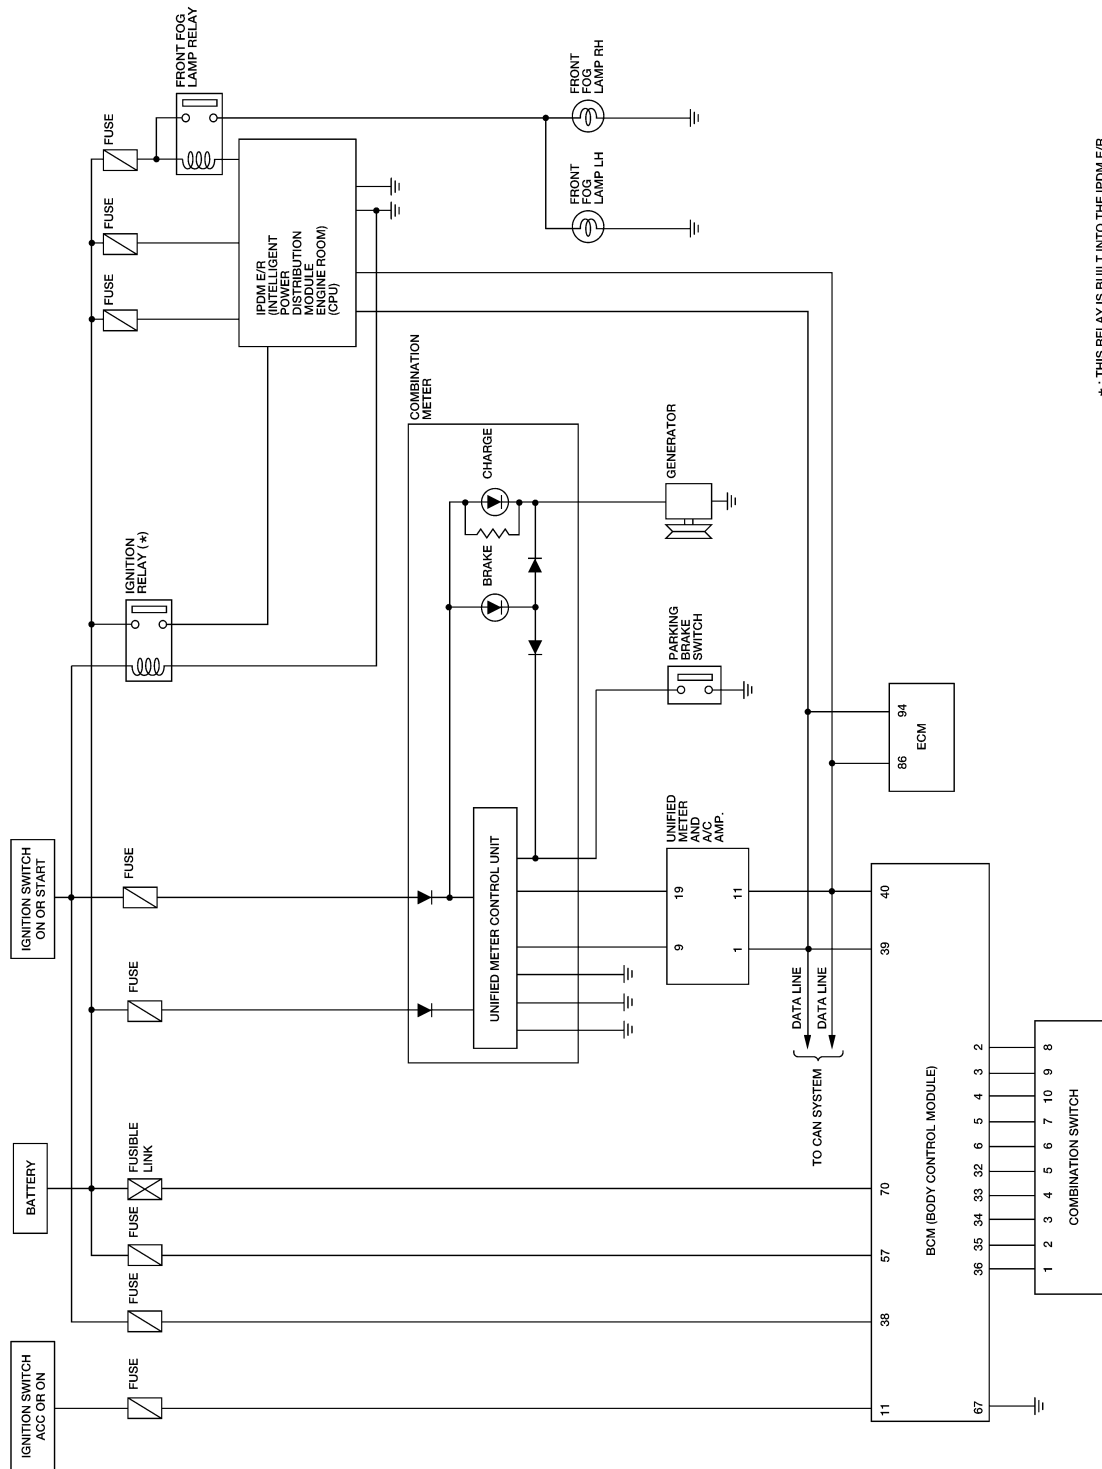 IGNITION SWITCH
ACC OR ON
BATTERY
IGNITION SWITCH
ON OR START
FUSE
FUSE
FUSE
FUSIBLE
LINK
FUSE
FUSE
IGNITION
RELAY (*)
FUSE
FUSE
FUSE
FRONT FOG
LAMP RELAY
IPDM E/R
(INTELLIGENT
POWER
DISTRIBUTION
MODULE
ENGINE ROOM)
(CPU)
COMBINATION
METER
UNIFIED METER CONTROL UNIT
BRAKE
CHARGE
FRONT
FOG
LAMP LH
FRONT
FOG
LAMP RH
UNIFIED
METER
AND
A/C
AMP.
9
19
1
11
PARKING
BRAKE
SWITCH
GENERATOR
DATA LINE
DATA LINE
TO CAN SYSTEM
ECM
86
94
11
38
57
70
39
40
BCM (BODY CONTROL MODULE)
67
36
35
34
33
32
6
5
4
3
2
1
2
3
4
5
6
7
10
9
8
COMBINATION SWITCH
* : THIS RELAY IS BUILT INTO THE IPDM E/R